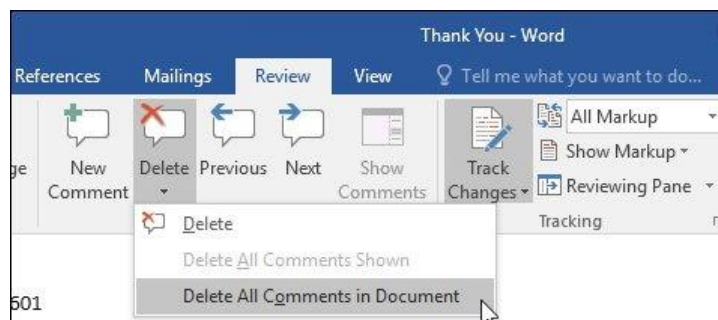 Thank You - Word
References Mailings Review View Tell me what you want to do...
ge New Comment Delete Previous Next Show Comments Track Changes All Markup
Show Markup
Reviewing Pane
Tracking
Delete
Delete All Comments Shown
Delete All Comments in Document
601